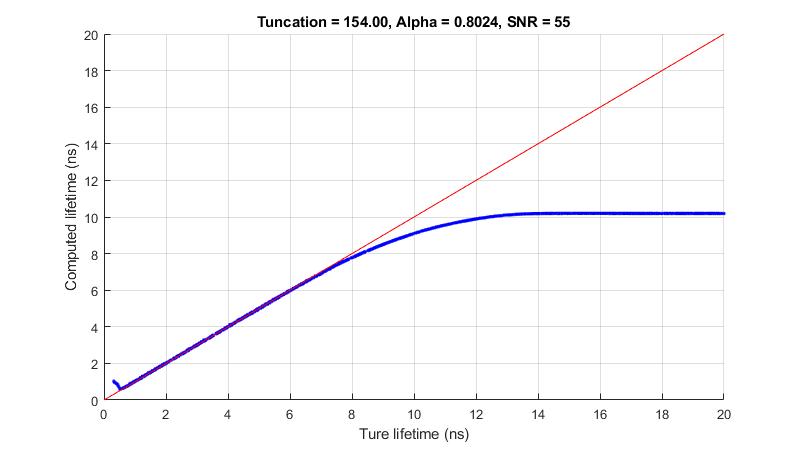 Tuncation = 154.00, Alpha = 0.8024, SNR = 55
20
18
16
14
12
10
8
6
4
2
0
Computed lifetime (ns)
0 2 4 6 8 10 12 14 16 18 20
Ture lifetime (ns)